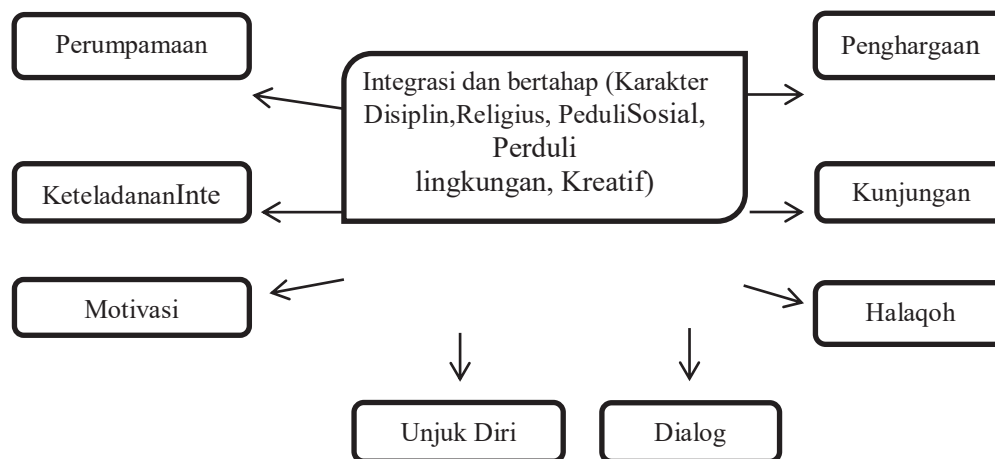 Perumpamaan
Integrasi dan bertahap (Karakter
Disiplin,Religius, PeduliSosial,
Perduli
lingkungan, Kreatif)
Penghargaan
KeteladananInte
Kunjungan
Motivasi
Halaqoh
Unjuk Diri
Dialog